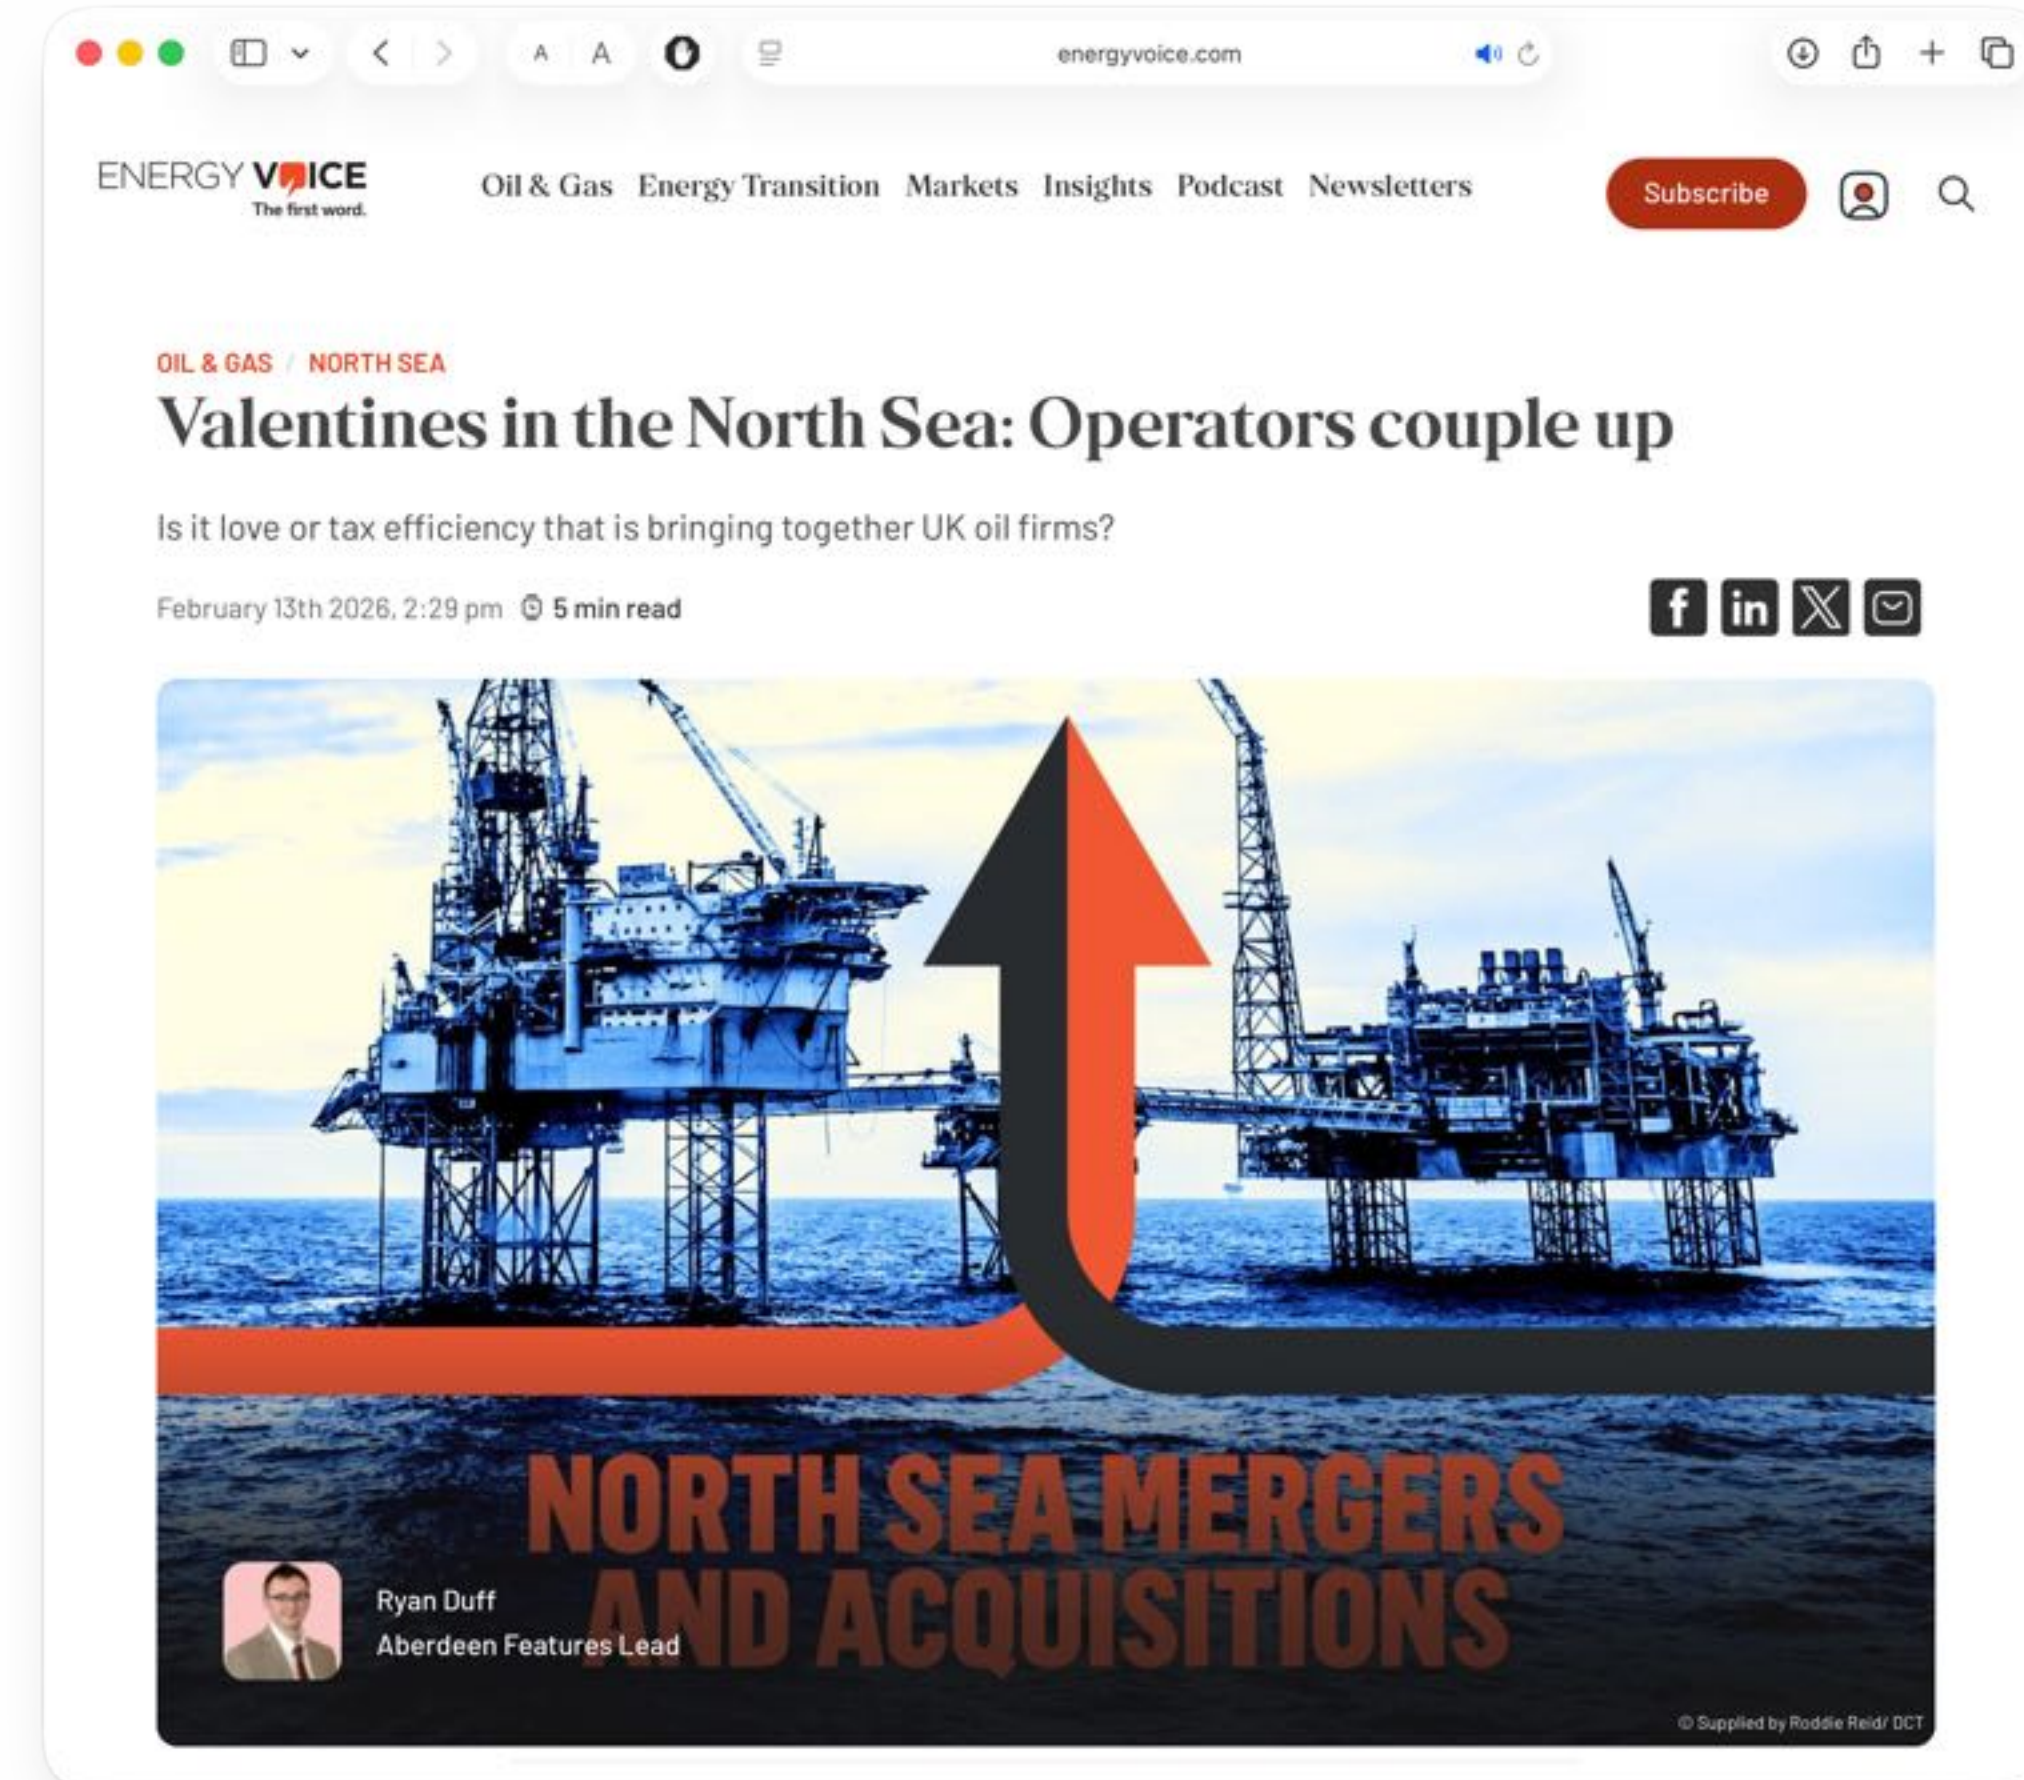 A A energyvoice.com
ENERGY VOICE
The first word.
Oil & Gas Energy Transition Markets Insights Podcast Newsletters
Subscribe
OIL & GAS / NORTH SEA
Valentines in the North Sea: Operators couple up
Is it love or tax efficiency that is bringing together UK oil firms?
February 13th 2026, 2:29 pm 5 min read
f in X
NORTH SEA MERGERS
AND ACQUISITIONS
Ryan Duff
Aberdeen Features Lead
© Supplied by Roddie Reid/ DCT